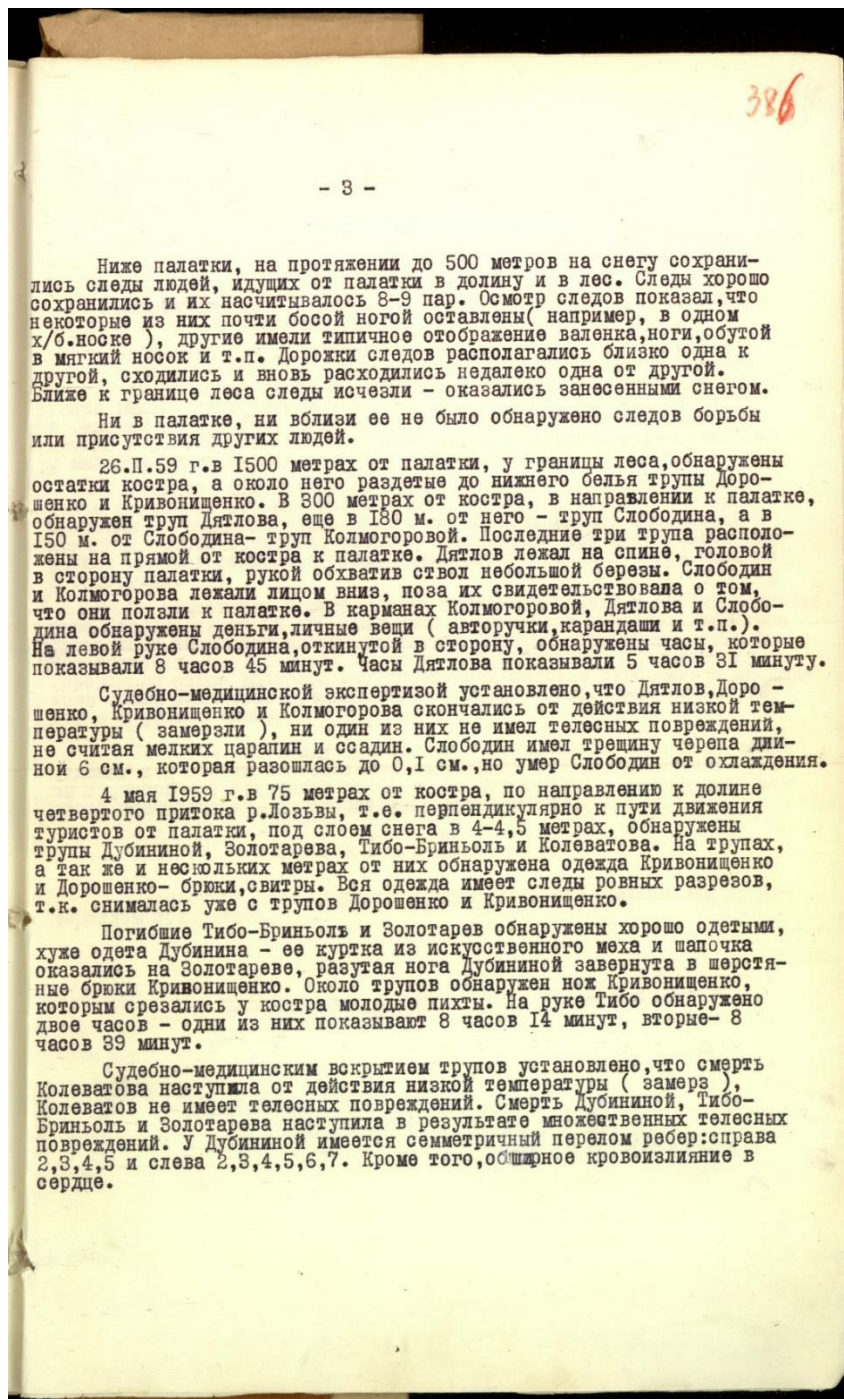 386
- 3 -
Ниже палатки, на протяжении до 500 метров на снегу сохрани-
лись следы людей, идущих от палатки в долину и в лес. Следы хорошо
сохранились и их насчитывалось 8-9 пар. Осмотр следов показал,что
некоторые из них почти босой ногой оставлены( например, в одном
х/б.носке ), другие имели типичное отображение валенка,ноги,обутой
в мягкий носок и т.п. Дорожки следов располагались близко одна к
другой, сходились и вновь расходились недалеко одна от другой.
Ближе к границе леса следы исчезли - оказались занесенными снегом.
Ни в палатке, ни вблизи ее не было обнаружено следов борьбы
или присутствия других людей.
26.П.59 г.в I500 метрах от палатки, у границы леса,обнаружены
остатки костра, а около него раздетые до нижнего белья трупы Доро-
шенко и Кривонищенко. В 300 метрах от костра, в направлении к палатке,
обнаружен труп Дятлова, еще в I80 м. от него - труп Слободина, а в
I50 м. от Слободина- труп Колмогоровой. Последние три трупа располо-
жены на прямой от костра к палатке. Дятлов лежал на спине, головой
в сторону палатки, рукой обхватив ствол небольшой березы. Слободин
и Колмогорова лежали лицом вниз, поза их свидетельствовала о том,
что они ползли к палатке. В карманах Колмогоровой, Дятлова и Слобо-
дина обнаружены деньги,личные вещи ( авторучки,карандаши и т.п.).
На левой руке Слободина,откинутой в сторону, обнаружены часы, которые
показывали 8 часов 45 минут. Часы Дятлова показывали 5 часов 3I минуту.
Судебно-медицинской экспертизой установлено,что Дятлов,Доро -
шенко, Кривонищенко и Колмогорова скончались от действия низкой тем-
пературы ( замерзли ), ни один из них не имел телесных повреждений,
не считая мелких царапин и ссадин. Слободин имел трещину черепа дли-
ной 6 см., которая разошлась до 0,I см.,но умер Слободин от охлаждения.
4 мая I959 г.в 75 метрах от костра, по направлению к долине
четвертого притока р.Лозьвы, т.е. перпендикулярно к пути движения
туристов от палатки, под слоем снега в 4-4,5 метрах, обнаружены
трупы Дубининой, Золотарева, Тибо-Бриньоль и Колеватова. На трупах,
а так же и нескольких метрах от них обнаружена одежда Кривонищенко
и Дорошенко- брюки,свитры. Вся одежда имеет следы ровных разрезов,
т.к. снималась уже с трупов Дорошенко и Кривонищенко.
Погибшие Тибо-Бриньоль и Золотарев обнаружены хорошо одетыми,
хуже одета Дубинина - ее куртка из искусственного меха и шапочка
оказались на Золотареве, разутая нога Дубининой завернута в шерстя-
ные брюки Кривонищенко. Около трупов обнаружен нож Кривонищенко,
которым срезались у костра молодые пихты. На руке Тибо обнаружено
двое часов - одни из них показывают 8 часов I4 минут, вторые- 8
часов 39 минут.
Судебно-медицинским вскрытием трупов установлено,что смерть
Колеватова наступила от действия низкой температуры ( замерз ),
Колеватов не имеет телесных повреждений. Смерть Дубининой, Тибо-
Бриньоль и Золотарева наступила в результате множественных телесных
повреждений. У Дубининой имеется семметричный перелом ребер:справа
2,3,4,5 и слева 2,3,4,5,6,7. Кроме того,обширное кровоизлияние в
сердце.